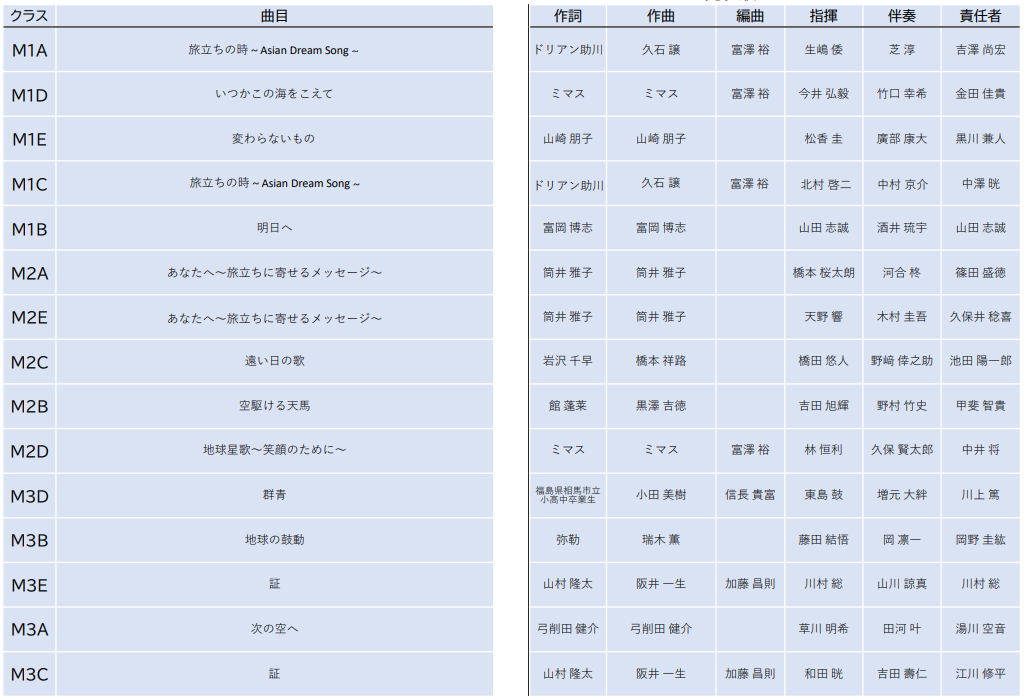 クラス 曲目 作詞 作曲 編曲 指揮 伴奏 責任者
M1A 旅立ちの時 ~ Asian Dream Song ~ ドリアン助川 久石 譲 富澤 裕 生嶋 倭 芝 淳 吉澤 尚宏
M1D いつかこの海をこえて ミマス ミマス 富澤 裕 今井 弘毅 竹口 幸希 金田 佳貴
M1E 変わらないもの 山崎 朋子 山崎 朋子 松香 圭 廣部 康大 黒川 兼人
M1C 旅立ちの時 ~ Asian Dream Song ~ ドリアン助川 久石 譲 富澤 裕 北村 啓二 中村 京介 中澤 晄
M1B 明日へ 富岡 博志 富岡 博志 山田 志誠 酒井 琉宇 山田 志誠
M2A あなたへ～旅立ちに寄せるメッセージ～ 筒井 雅子 筒井 雅子 橋本 桜太朗 河合 柊 篠田 盛徳
M2E あなたへ～旅立ちに寄せるメッセージ～ 筒井 雅子 筒井 雅子 天野 響 木村 圭吾 久保井 稔喜
M2C 遠い日の歌 岩沢 千早 橋本 祥路 橋田 悠人 野﨑 倖之助 池田 陽一郎
M2B 空駆ける天馬 館 蓬莱 黒澤 吉徳 吉田 旭輝 野村 竹史 甲斐 智貴
M2D 地球星歌～笑顔のために～ ミマス ミマス 富澤 裕 林 恒利 久保 賢太郎 中井 将
M3D 群青 福島県相馬市立 小田 美樹 信長 貴富 東島 鼓 増元 大絆 川上 篤
小高中卒業生
M3B 地球の鼓動 弥勒 瑞木 薫 藤田 結悟 岡 凛一 岡野 圭紘
M3E 証 山村 隆太 阪井 一生 加藤 昌則 川村 総 山川 諒真 川村 総
M3A 次の空へ 弓削田 健介 弓削田 健介 草川 明希 田河 叶 湯川 空音
M3C 証 山村 隆太 阪井 一生 加藤 昌則 和田 晄 吉田 壽仁 江川 修平